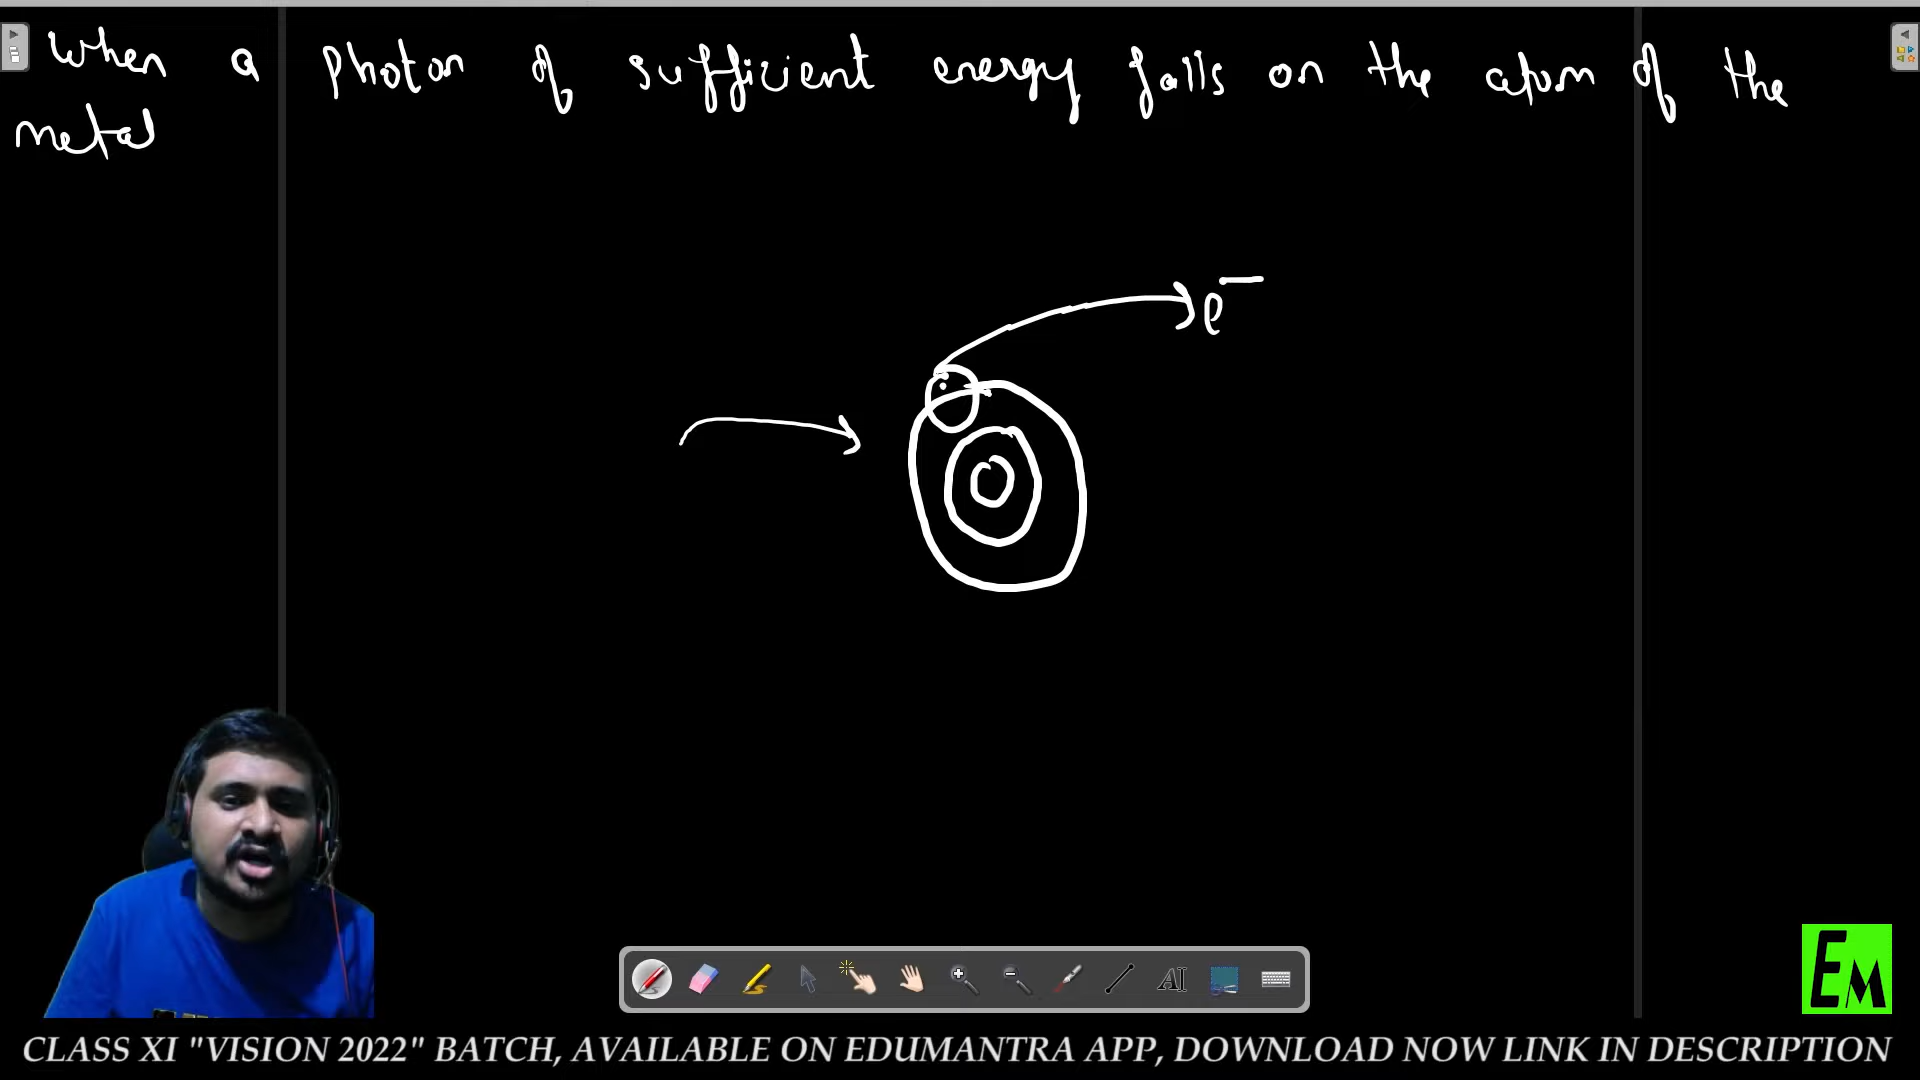 When a photon of sufficient energy falls on the atom of the
metal
e⁻
AI
EM
CLASS XI "VISION 2022" BATCH, AVAILABLE ON EDUMANTRA APP, DOWNLOAD NOW LINK IN DESCRIPTION